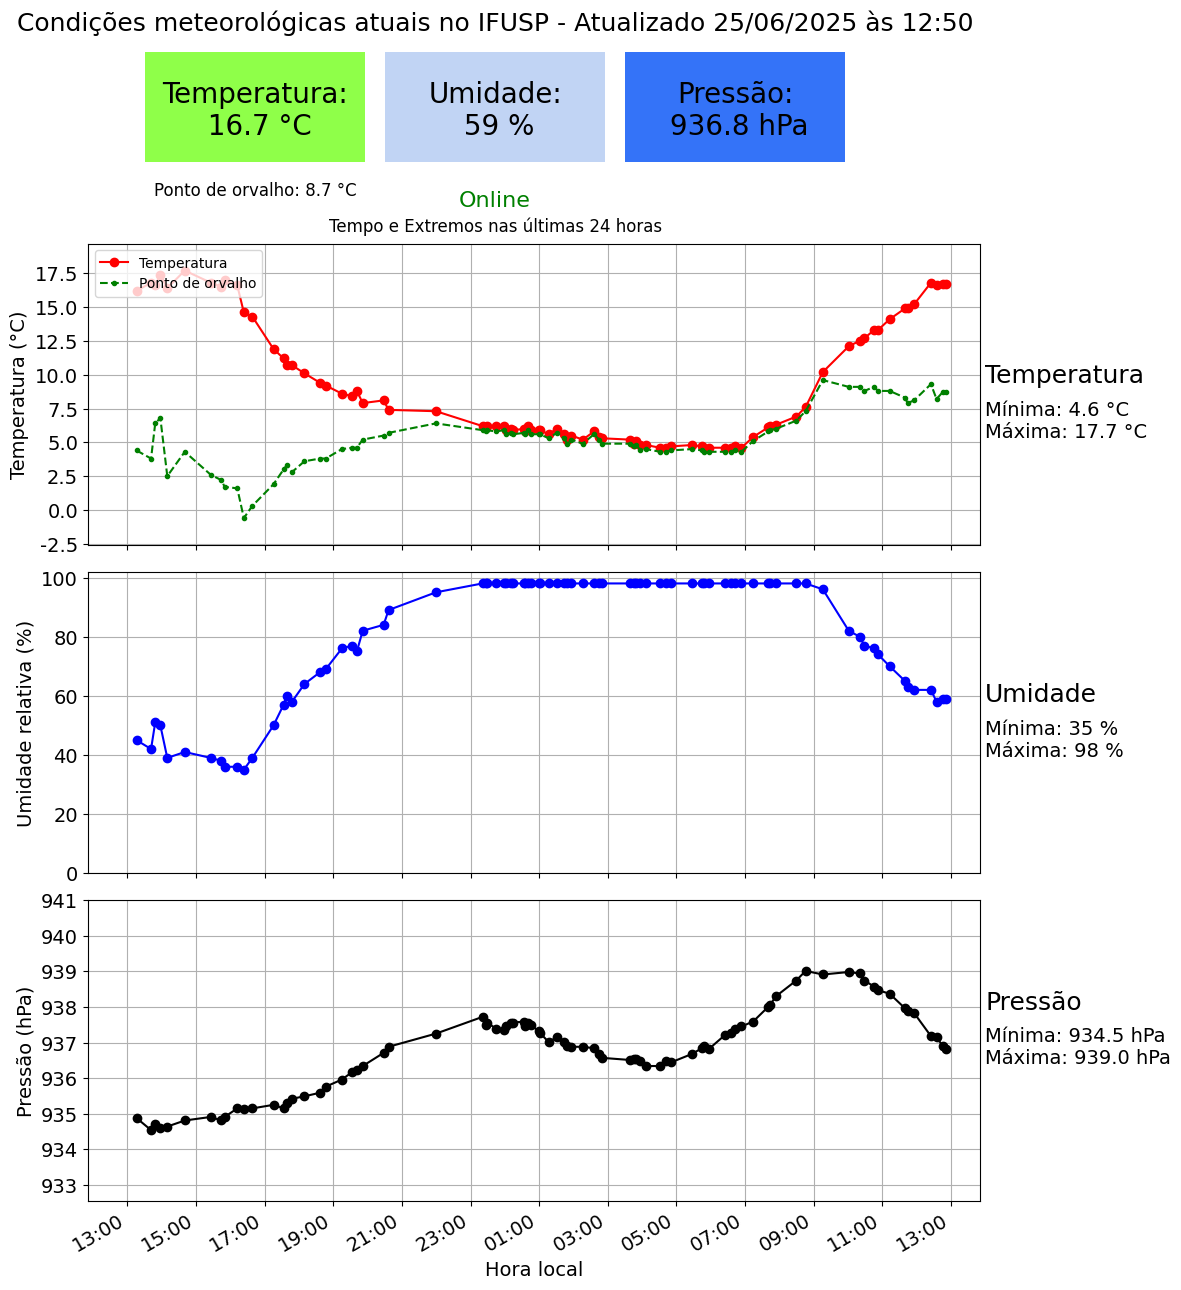 Condições meteorológicas atuais no IFUSP - Atualizado 25/06/2025 às 12:50
Temperatura:
16.7 °C
Umidade:
59 %
Pressão:
936.8 hPa
Ponto de orvalho: 8.7 °C
Online
Tempo e Extremos nas últimas 24 horas
Temperatura
Ponto de orvalho
Temperatura (°C)
17.5
15.0
12.5
10.0
7.5
5.0
2.5
0.0
-2.5
Temperatura
Mínima: 4.6 °C
Máxima: 17.7 °C
Umidade relativa (%)
100
80
60
40
20
0
Umidade
Mínima: 35 %
Máxima: 98 %
Pressão (hPa)
941
940
939
938
937
936
935
934
933
Pressão
Mínima: 934.5 hPa
Máxima: 939.0 hPa
13:00 15:00 17:00 19:00 21:00 23:00 01:00 03:00 05:00 07:00 09:00 11:00 13:00
Hora local